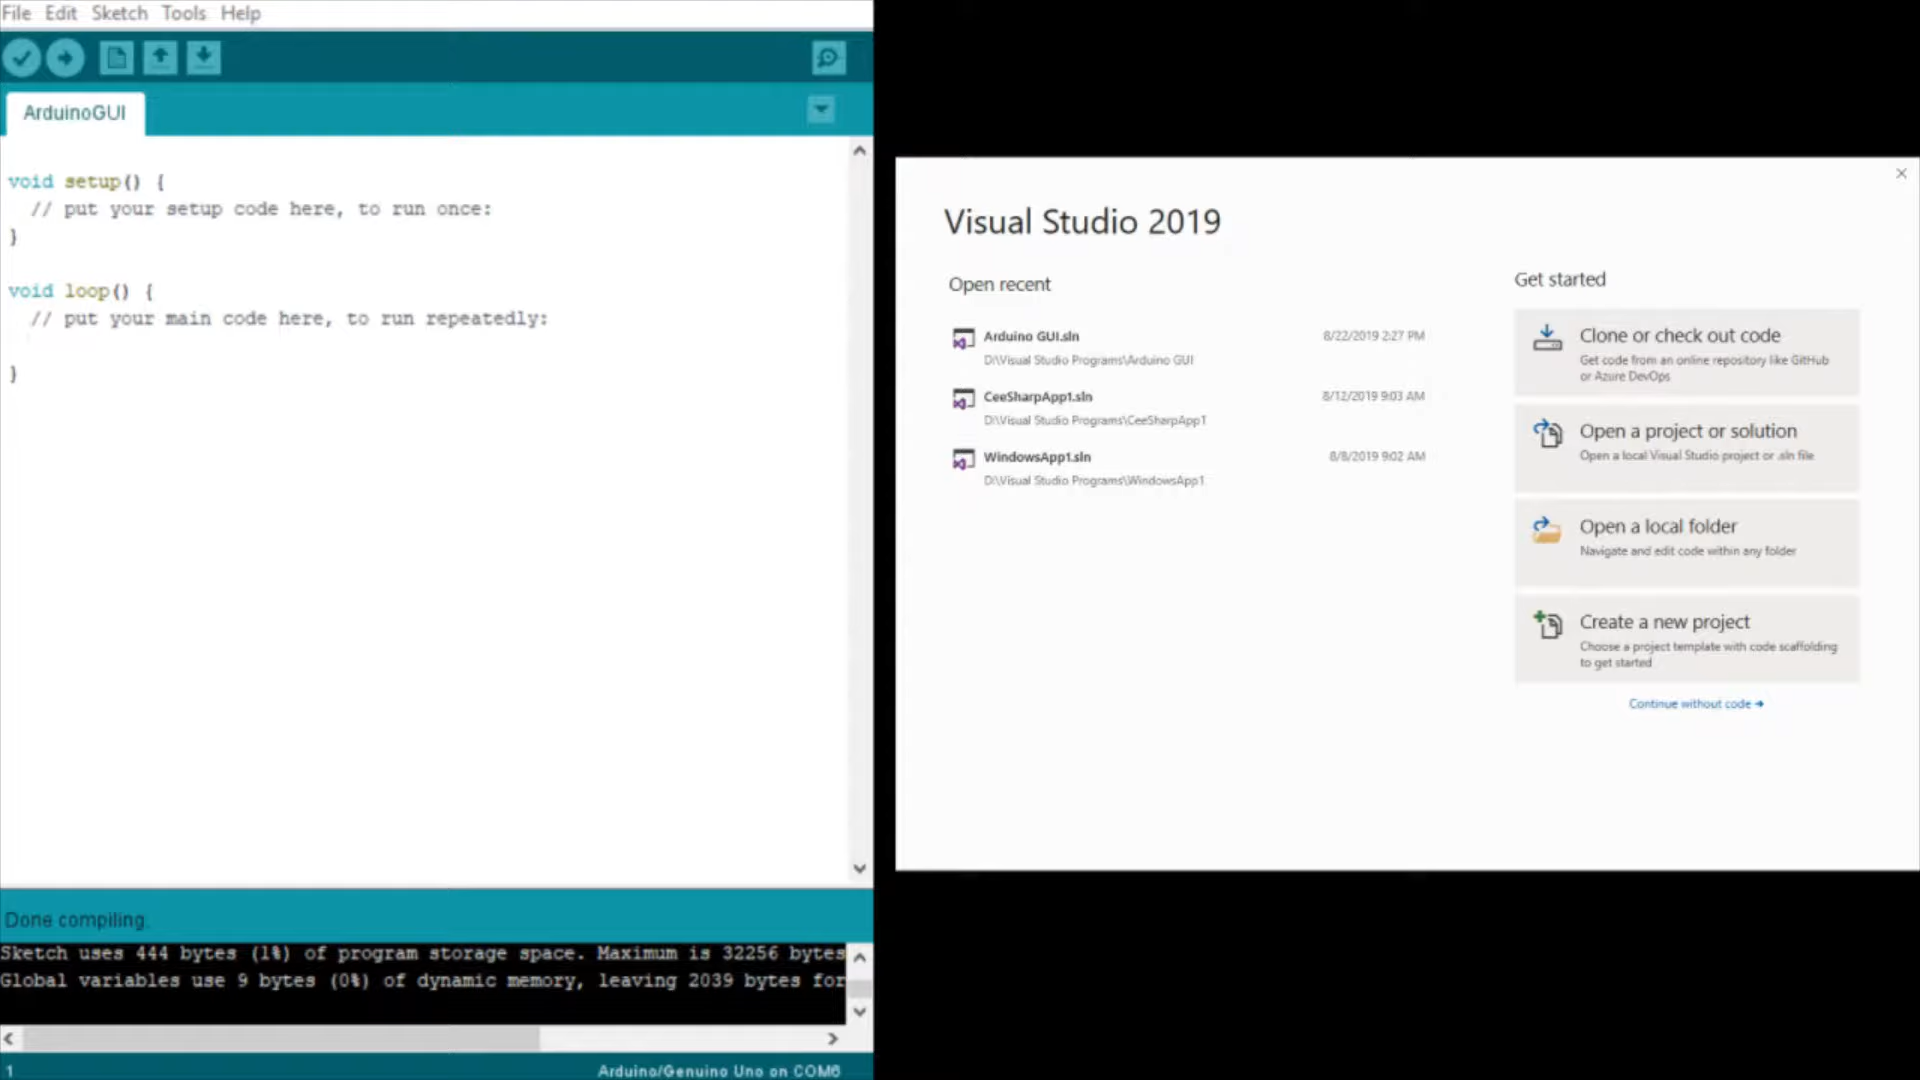 File Edit Sketch Tools Help
ArduinoGUI
void setup() {
// put your setup code here, to run once:
}
void loop() {
// put your main code here, to run repeatedly:
}
Done compiling.
Sketch uses 444 bytes (1%) of program storage space. Maximum is 32256 bytes
Global variables use 9 bytes (0%) of dynamic memory, leaving 2039 bytes for
1
Arduino/Genuino Uno on COM6
Visual Studio 2019
Open recent
Arduino GUI.sln 8/22/2019 2:27 PM
D:\Visual Studio Programs\Arduino GUI
CeeSharpApp1.sln 8/12/2019 9:03 AM
D:\Visual Studio Programs\CeeSharpApp1
WindowsApp1.sln 8/8/2019 9:02 AM
D:\Visual Studio Programs\WindowsApp1
Get started
Clone or check out code
Get code from an online repository like GitHub
or Azure DevOps
Open a project or solution
Open a local Visual Studio project or .sln file
Open a local folder
Navigate and edit code within any folder
Create a new project
Choose a project template with code scaffolding
to get started
Continue without code →